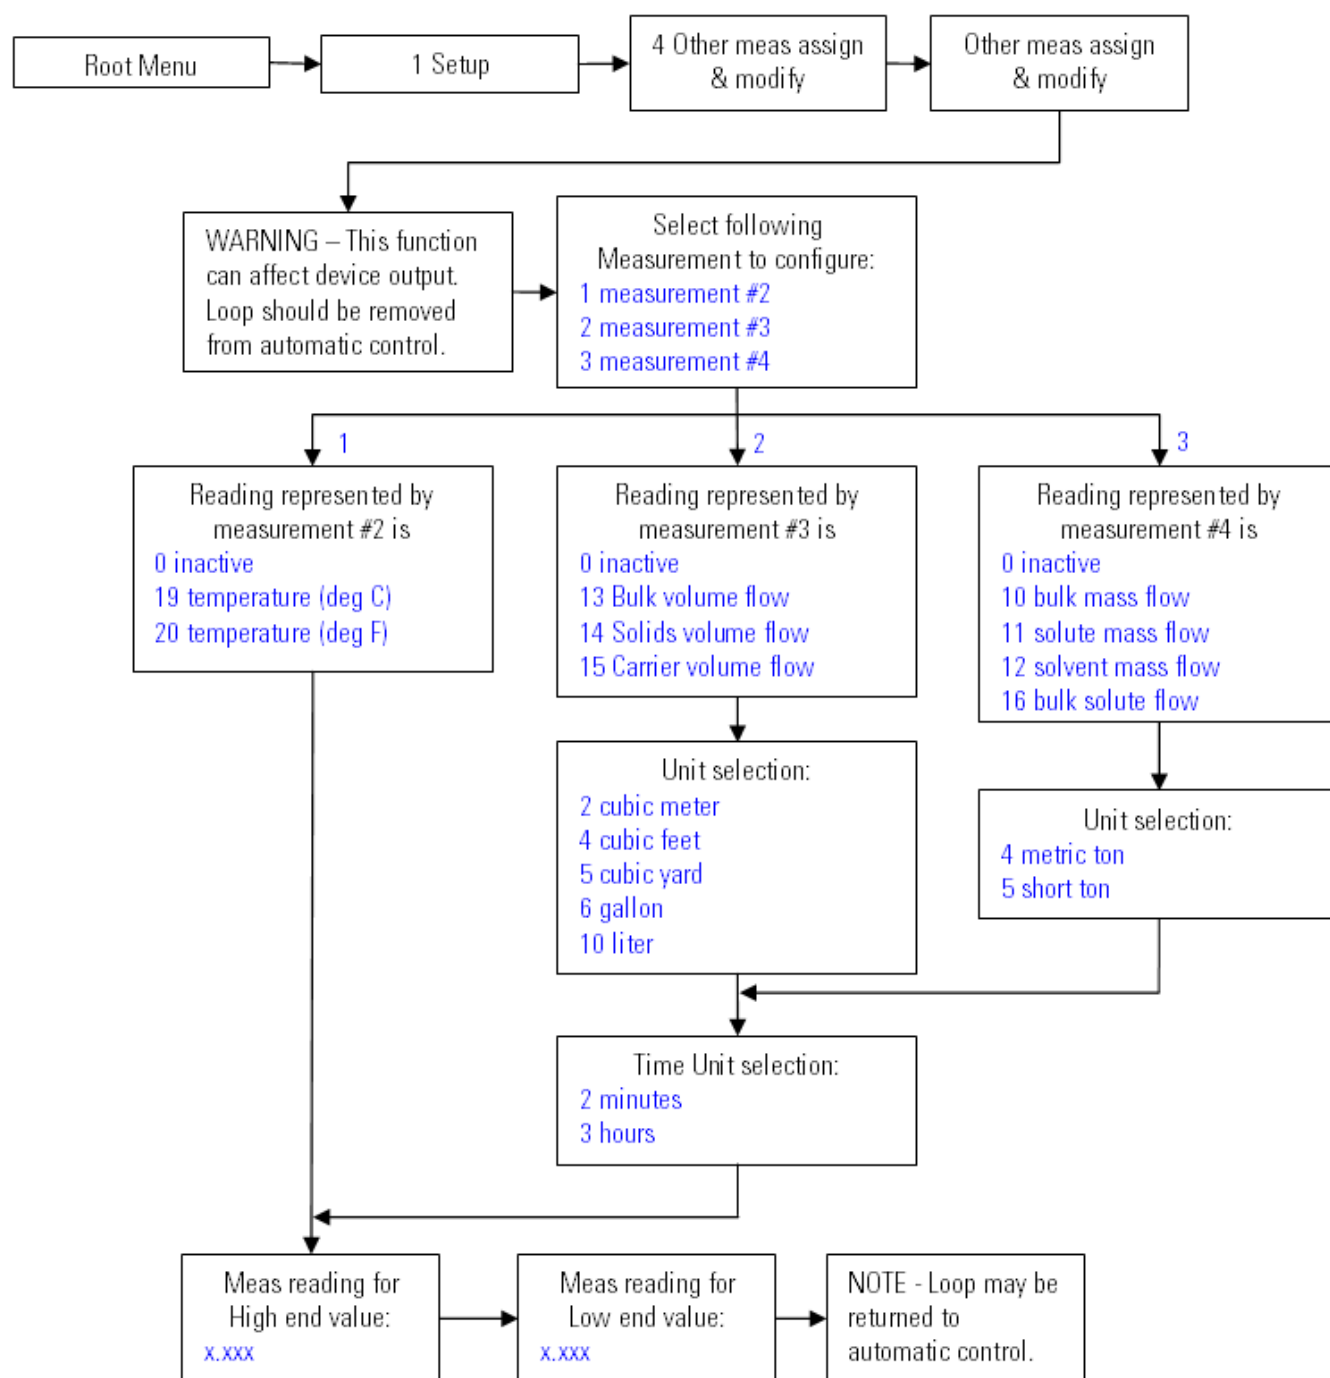 Root Menu
1 Setup
4 Other meas assign
& modify
Other meas assign
& modify
WARNING – This function
can affect device output.
Loop should be removed
from automatic control.
Select following
Measurement to configure:
1 measurement #2
2 measurement #3
3 measurement #4
1
2
3
Reading represented by
measurement #2 is
0 inactive
19 temperature (deg C)
20 temperature (deg F)
Reading represented by
measurement #3 is
0 inactive
13 Bulk volume flow
14 Solids volume flow
15 Carrier volume flow
Reading represented by
measurement #4 is
0 inactive
10 bulk mass flow
11 solute mass flow
12 solvent mass flow
16 bulk solute flow
Unit selection:
2 cubic meter
4 cubic feet
5 cubic yard
6 gallon
10 liter
Unit selection:
4 metric ton
5 short ton
Time Unit selection:
2 minutes
3 hours
Meas reading for
High end value:
x.xxx
Meas reading for
Low end value:
x.xxx
NOTE - Loop may be
returned to
automatic control.